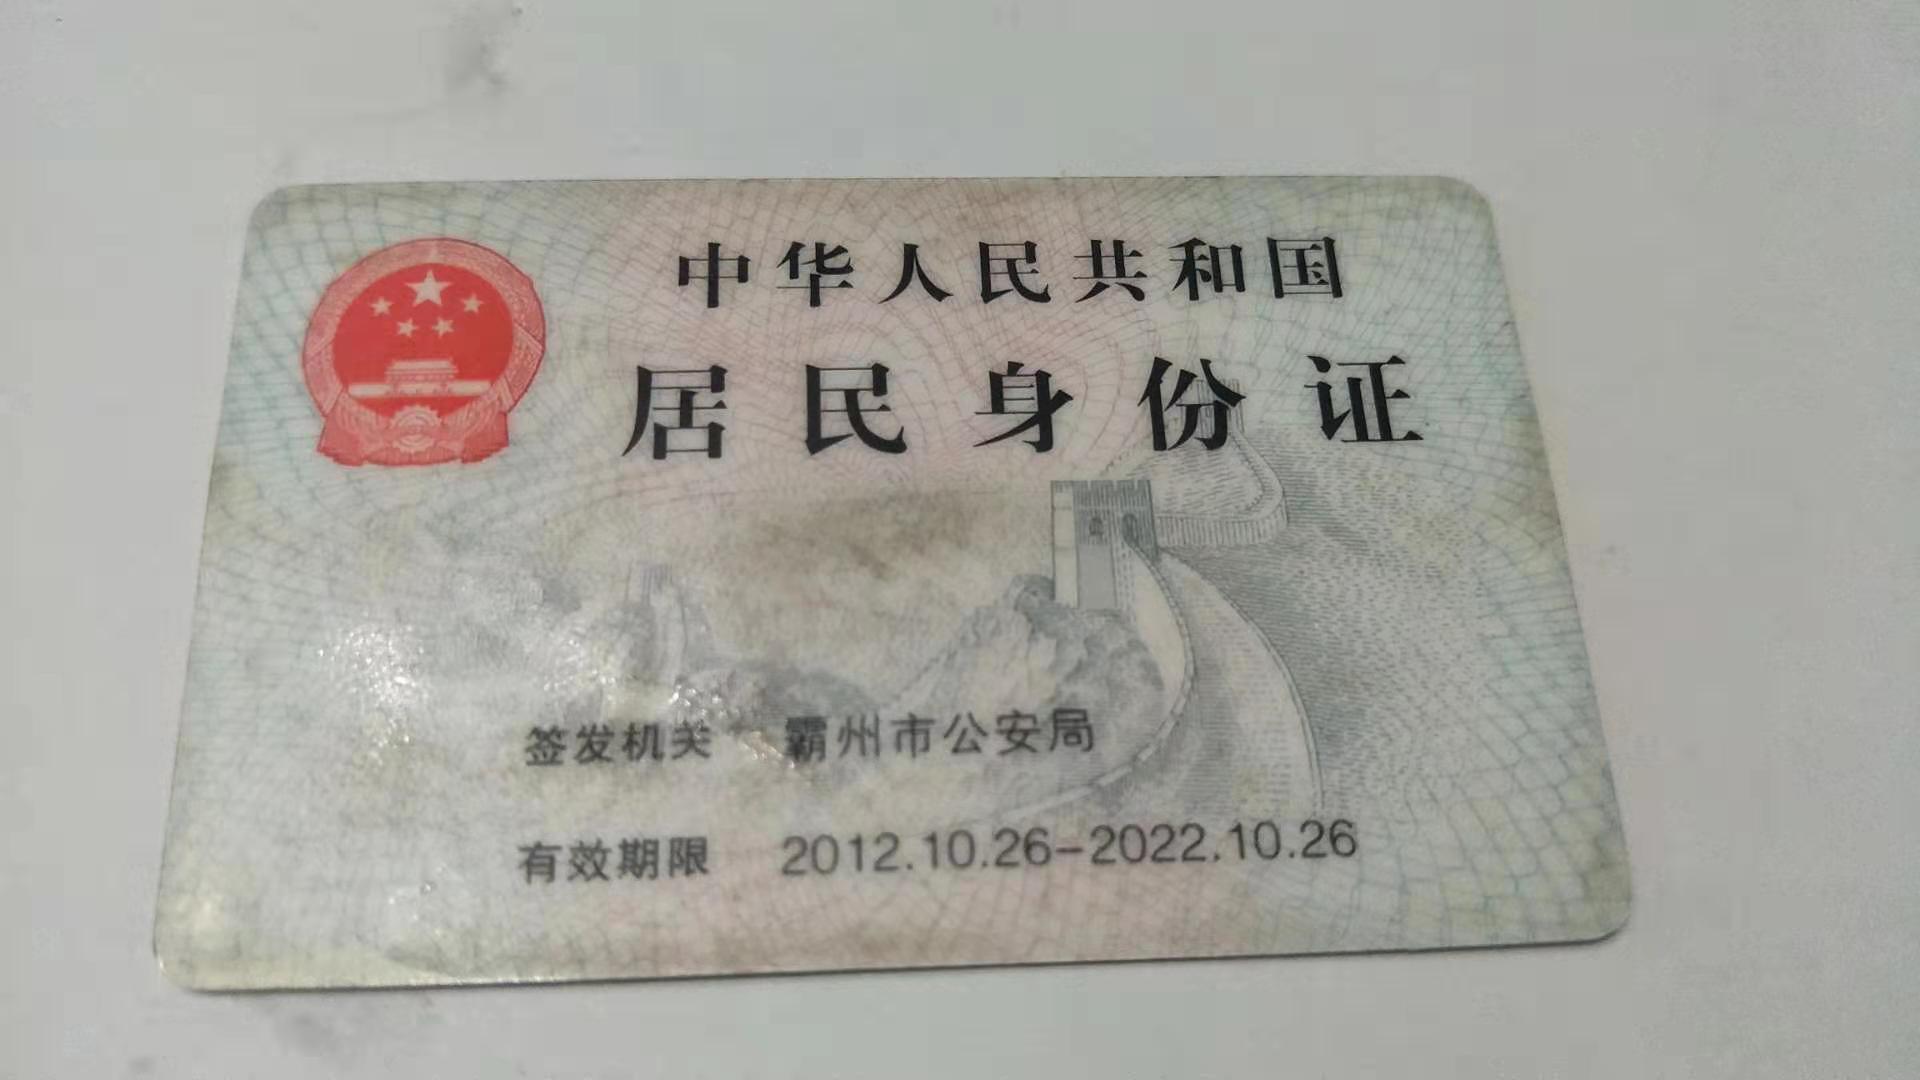 中华人民共和国
居民身份证
签发机关 霸州市公安局
有效期限 2012.10.26-2022.10.26